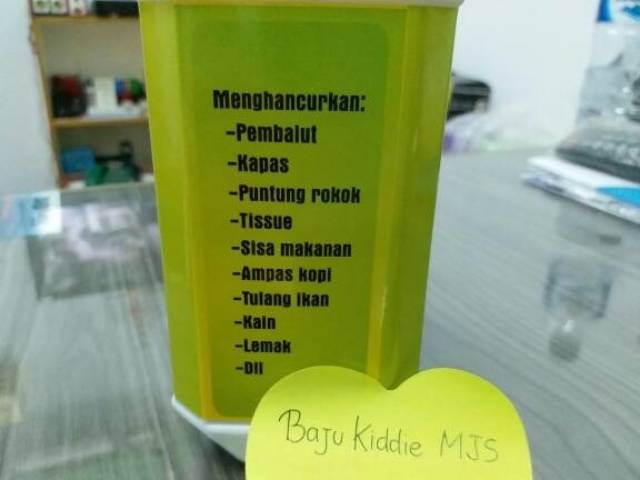 Menghancurkan:
-Pembalut
-Kapas
-Puntung rokok
-Tissue
-Sisa makanan
-Ampas kopi
-Tulang ikan
-Kain
-Lemak
-Dll
Baju Kiddie MJS